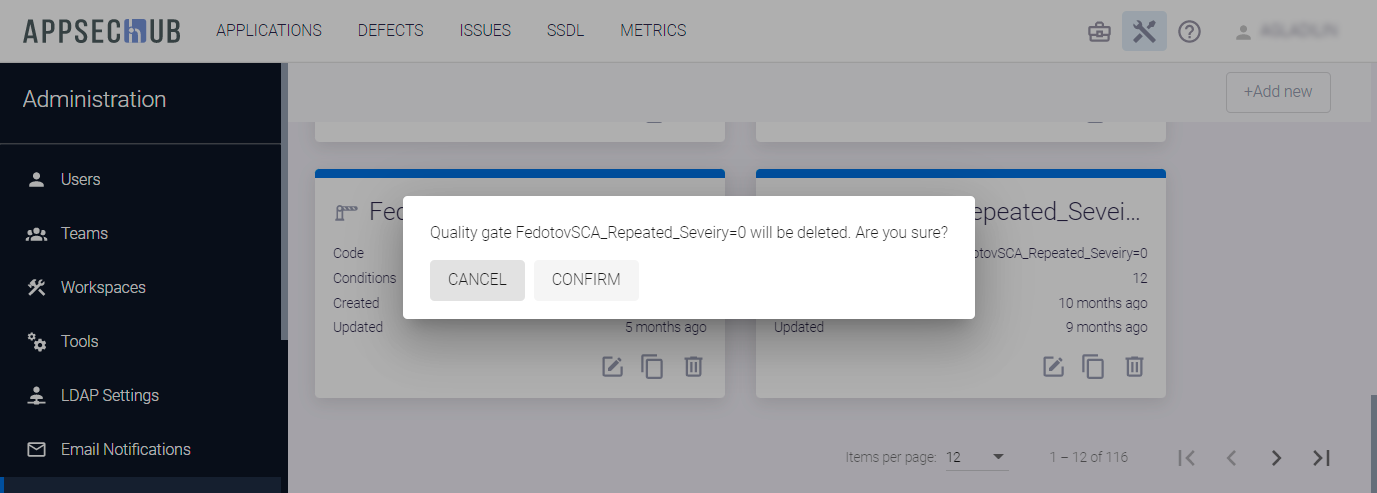 APPSECHUB APPLICATIONS DEFECTS ISSUES SSDL METRICS
Administration
+Add new
Users
Teams
Workspaces
Tools
LDAP Settings
Email Notifications
Fe
Code
Conditions
Created
Updated 5 months ago
epeated_Sevei...
otovSCA_Repeated_Seveiry=0
12
10 months ago
Updated 9 months ago
Quality gate FedotovSCA_Repeated_Seveiry=0 will be deleted. Are you sure?
CANCEL CONFIRM
Items per page: 12 1 – 12 of 116